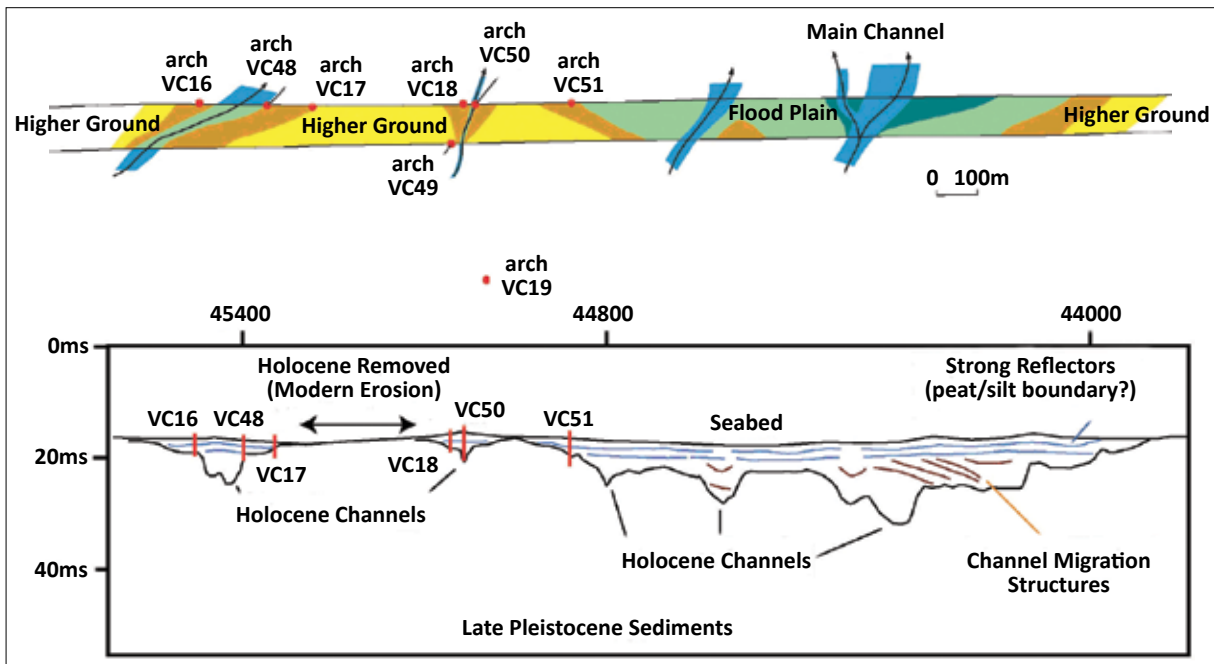 arch
VC16
arch
VC48
arch
VC17
arch
VC18
arch
VC50
arch
VC51
Main Channel
Higher Ground
Higher Ground
Flood Plain
Higher Ground
arch
VC49
0 100m
arch
VC19
45400
44800
44000
0ms
Holocene Removed
(Modern Erosion)
Strong Reflectors
(peat/silt boundary?)
VC16
VC48
VC50
VC51
Seabed
20ms
VC17
VC18
Holocene Channels
Holocene Channels
Channel Migration
Structures
40ms
Late Pleistocene Sediments